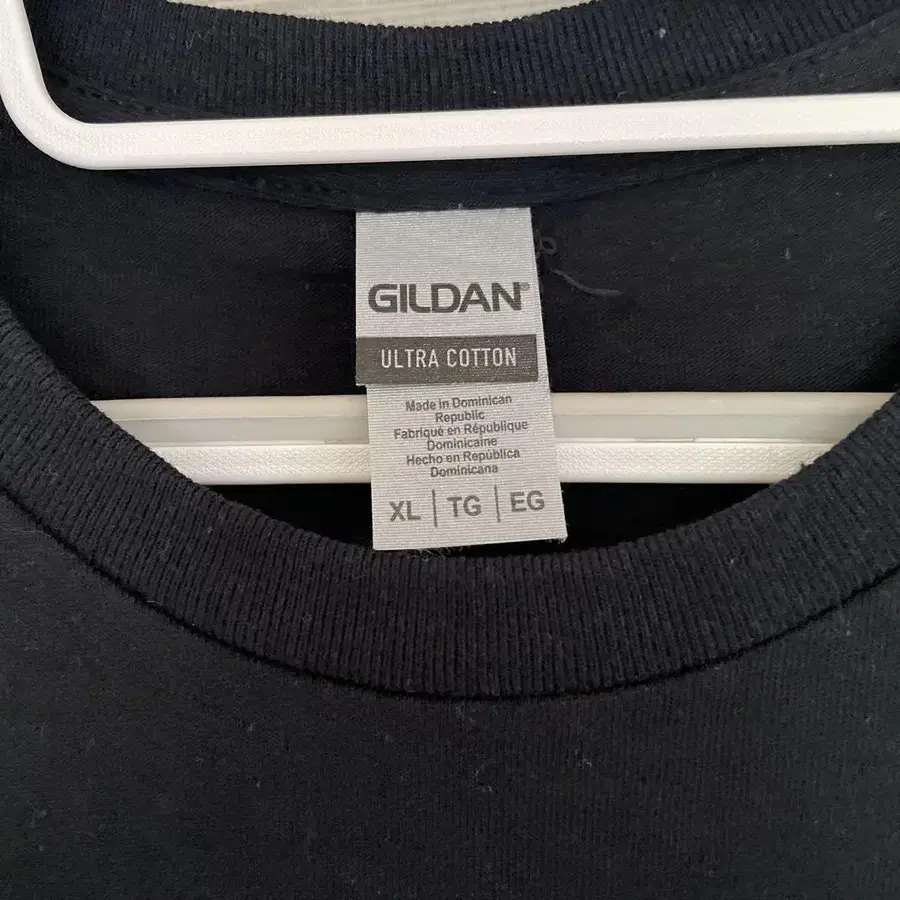 GILDAN®
ULTRA COTTON
Made in Dominican
Republic
Fabriqué en République
Dominicaine
Hecho en República
Dominicana
XL | TG | EG